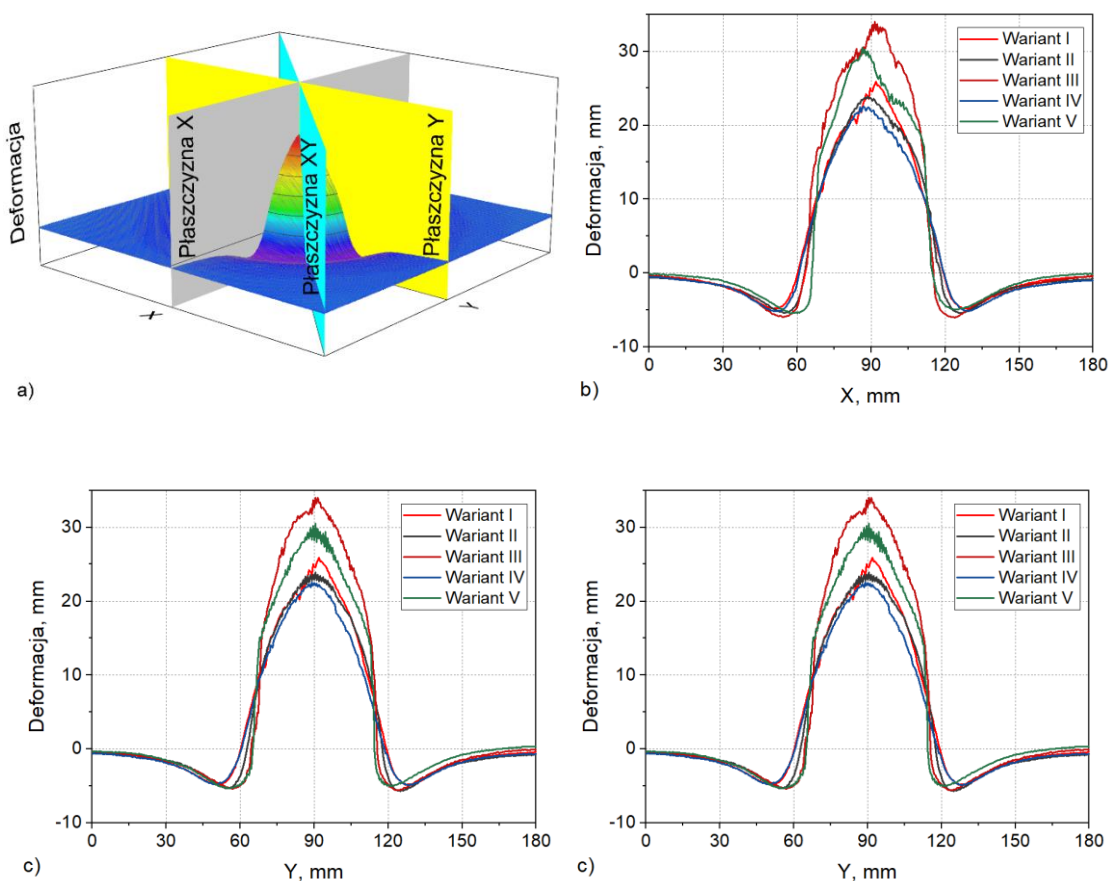 Deformacja
Płaszczyzna X
Płaszczyzna XY
Płaszczyzna Y
X
Y
a)
Deformacja, mm
30
20
10
0
-10
0 30 60 90 120 150 180
X, mm
Wariant I
Wariant II
Wariant III
Wariant IV
Wariant V
b)
Deformacja, mm
30
20
10
0
-10
0 30 60 90 120 150 180
Y, mm
Wariant I
Wariant II
Wariant III
Wariant IV
Wariant V
c)
Deformacja, mm
30
20
10
0
-10
0 30 60 90 120 150 180
Y, mm
Wariant I
Wariant II
Wariant III
Wariant IV
Wariant V
c)